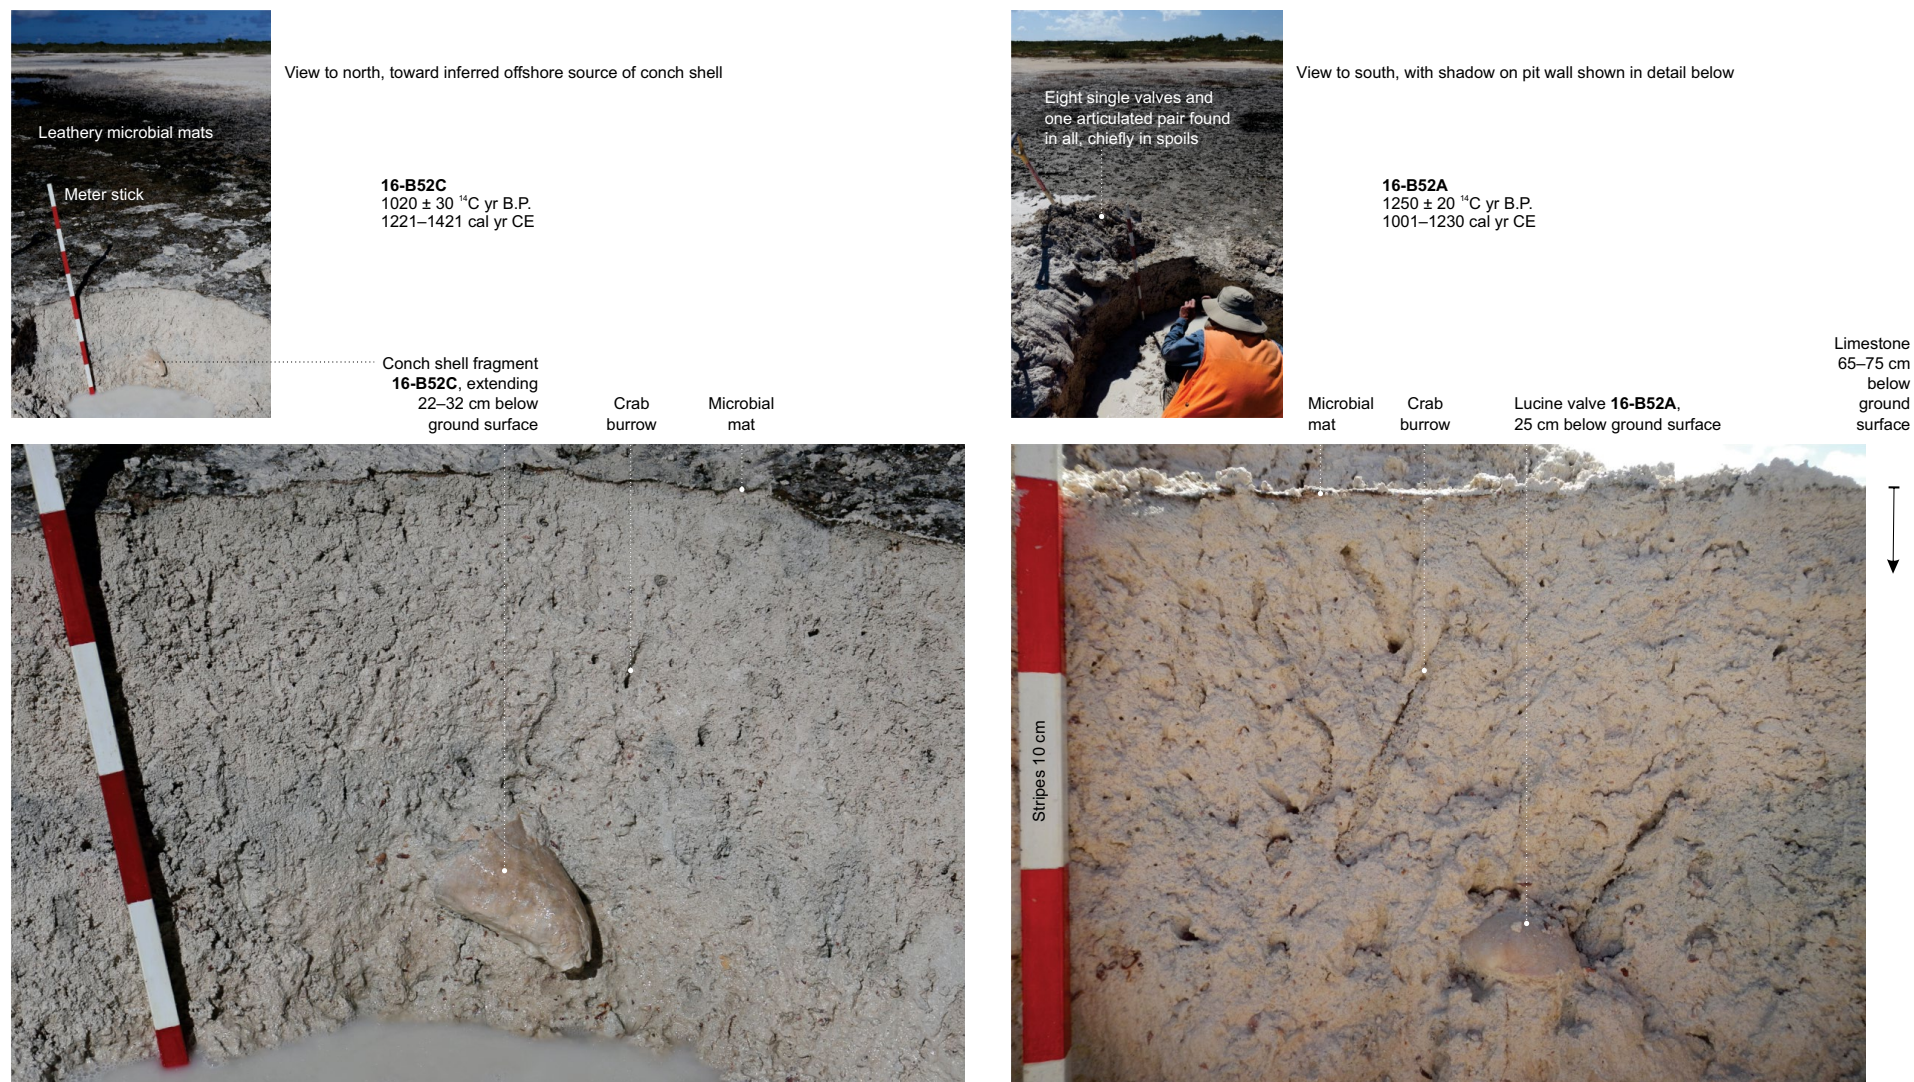 View to north, toward inferred offshore source of conch shell
Leathery microbial mats
Meter stick
16-B52C
1020 ± 30 ¹⁴C yr B.P.
1221–1421 cal yr CE
Conch shell fragment
16-B52C, extending
22–32 cm below
ground surface
Crab
burrow
Microbial
mat
View to south, with shadow on pit wall shown in detail below
Eight single valves and
one articulated pair found
in all, chiefly in spoils
16-B52A
1250 ± 20 ¹⁴C yr B.P.
1001–1230 cal yr CE
Microbial
mat
Crab
burrow
Lucine valve 16-B52A,
25 cm below ground surface
Limestone
65–75 cm
below
ground
surface
Stripes 10 cm